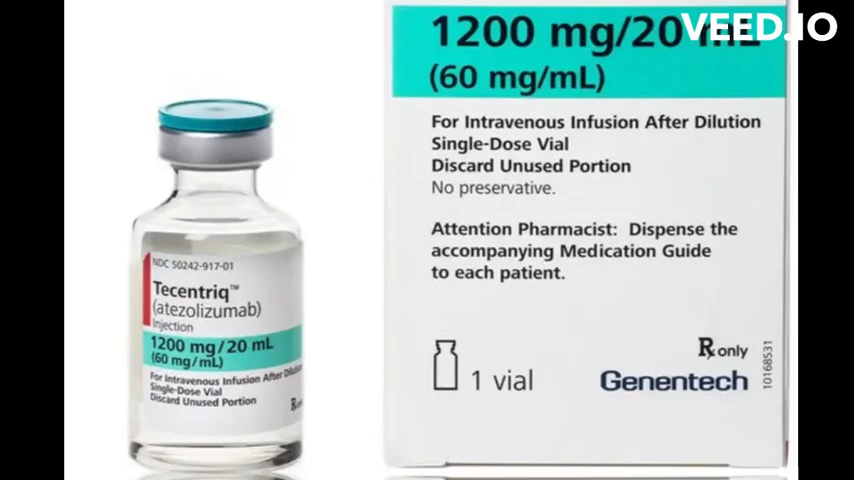 VEED.IO
NDC 50242-917-01
Tecentriq™
(atezolizumab)
Injection
1200 mg/20 mL
(60 mg/mL)
For Intravenous Infusion After Dilution
Single-Dose Vial
Discard Unused Portion
Rx
1200 mg/20 mL
(60 mg/mL)
For Intravenous Infusion After Dilution
Single-Dose Vial
Discard Unused Portion
No preservative.
Attention Pharmacist: Dispense the
accompanying Medication Guide
to each patient.
1 vial
Rx only
Genentech
10168531